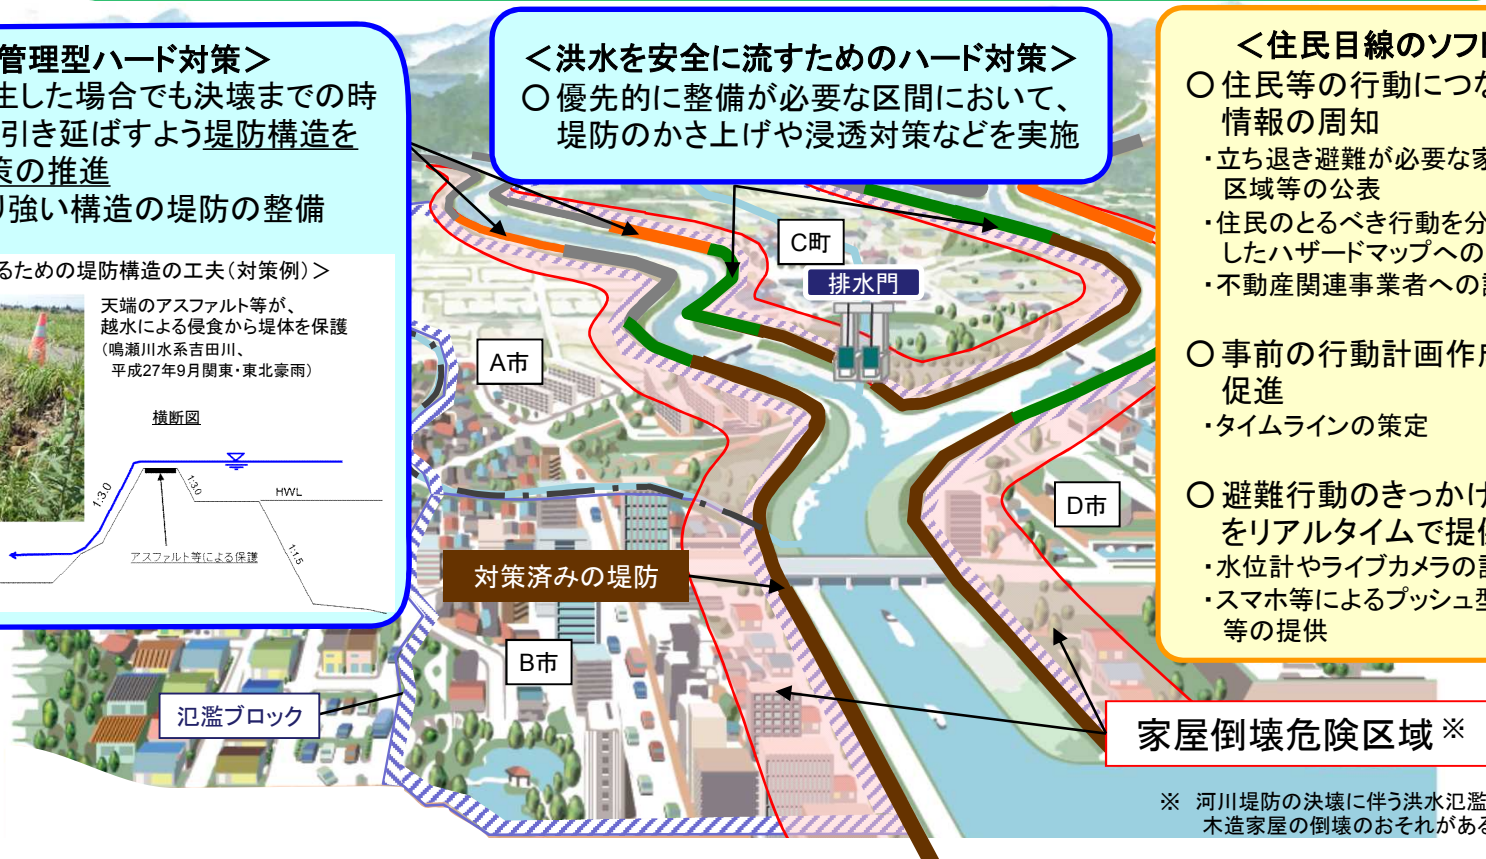 管理型ハード対策＞
生した場合でも決壊までの時
引き延ばすよう堤防構造を
策の推進
り強い構造の堤防の整備
るための堤防構造の工夫（対策例）＞
天端のアスファルト等が、
越水による侵食から堤体を保護
（鳴瀬川水系吉田川、
平成27年9月関東・東北豪雨）
横断図
1:3.0
1:3.0
HWL
1:1.5
アスファルト等による保護
＜洪水を安全に流すためのハード対策＞
○優先的に整備が必要な区間において、
堤防のかさ上げや浸透対策などを実施
C町
排水門
A市
D市
対策済みの堤防
B市
氾濫ブロック
＜住民目線のソフ
○住民等の行動につな
情報の周知
・立ち退き避難が必要な家
区域等の公表
・住民のとるべき行動を分
したハザードマップへの
・不動産関連事業者への
○事前の行動計画作成
促進
・タイムラインの策定
○避難行動のきっかけ
をリアルタイムで提供
・水位計やライブカメラの
・スマホ等によるプッシュ型
等の提供
家屋倒壊危険区域※
※ 河川堤防の決壊に伴う洪水氾濫
木造家屋の倒壊のおそれがある